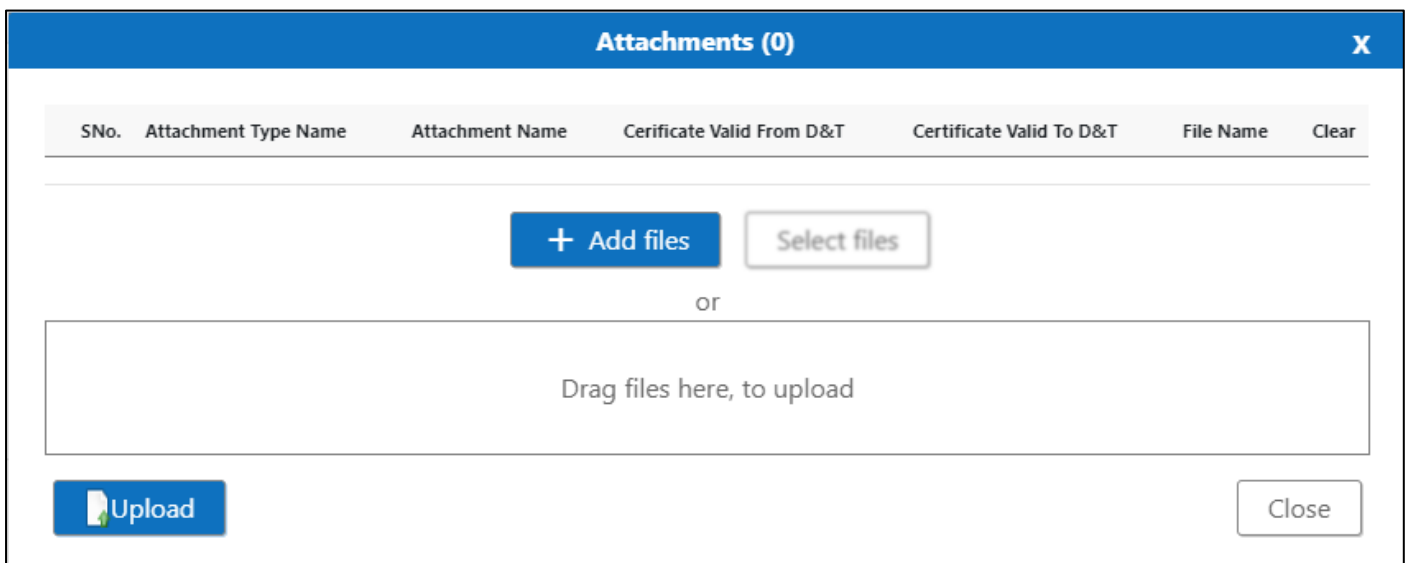 Attachments (0) X
SNo. Attachment Type Name Attachment Name Cerificate Valid From D&T Certificate Valid To D&T File Name Clear
+ Add files Select files
or
Drag files here, to upload
Upload Close